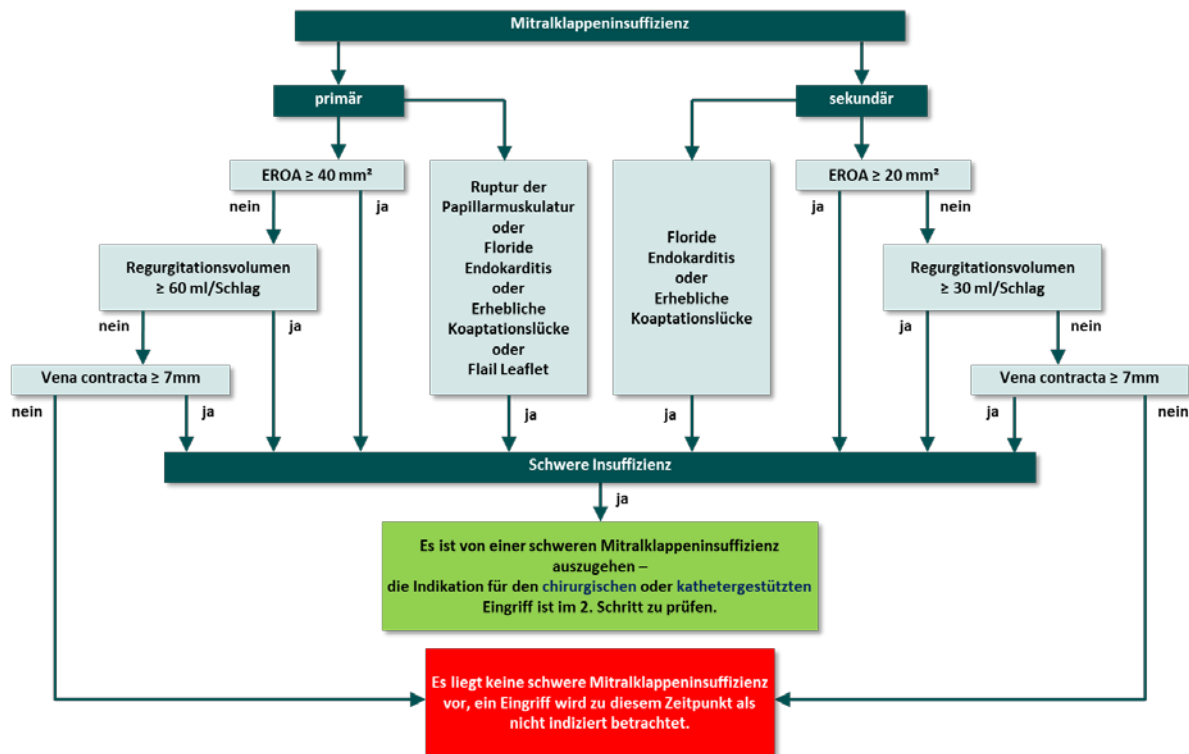 Mitralklappeninsuffizienz
primär
sekundär
EROA ≥ 40 mm²
EROA ≥ 20 mm²
nein
ja
ja
nein
Ruptur der
Papillarmuskulatur
oder
Floride
Endokarditis
oder
Erhebliche
Koaptationslücke
oder
Flail Leaflet
Floride
Endokarditis
oder
Erhebliche
Koaptationslücke
Regurgitationsvolumen
≥ 60 ml/Schlag
Regurgitationsvolumen
≥ 30 ml/Schlag
nein
ja
ja
nein
Vena contracta ≥ 7mm
Vena contracta ≥ 7mm
nein
ja
ja
ja
ja
nein
Schwere Insuffizienz
ja
Es ist von einer schweren Mitralklappeninsuffizienz
auszugehen –
die Indikation für den chirurgischen oder kathetergestützten
Eingriff ist im 2. Schritt zu prüfen.
Es liegt keine schwere Mitralklappeninsuffizienz
vor, ein Eingriff wird zu diesem Zeitpunkt als
nicht indiziert betrachtet.